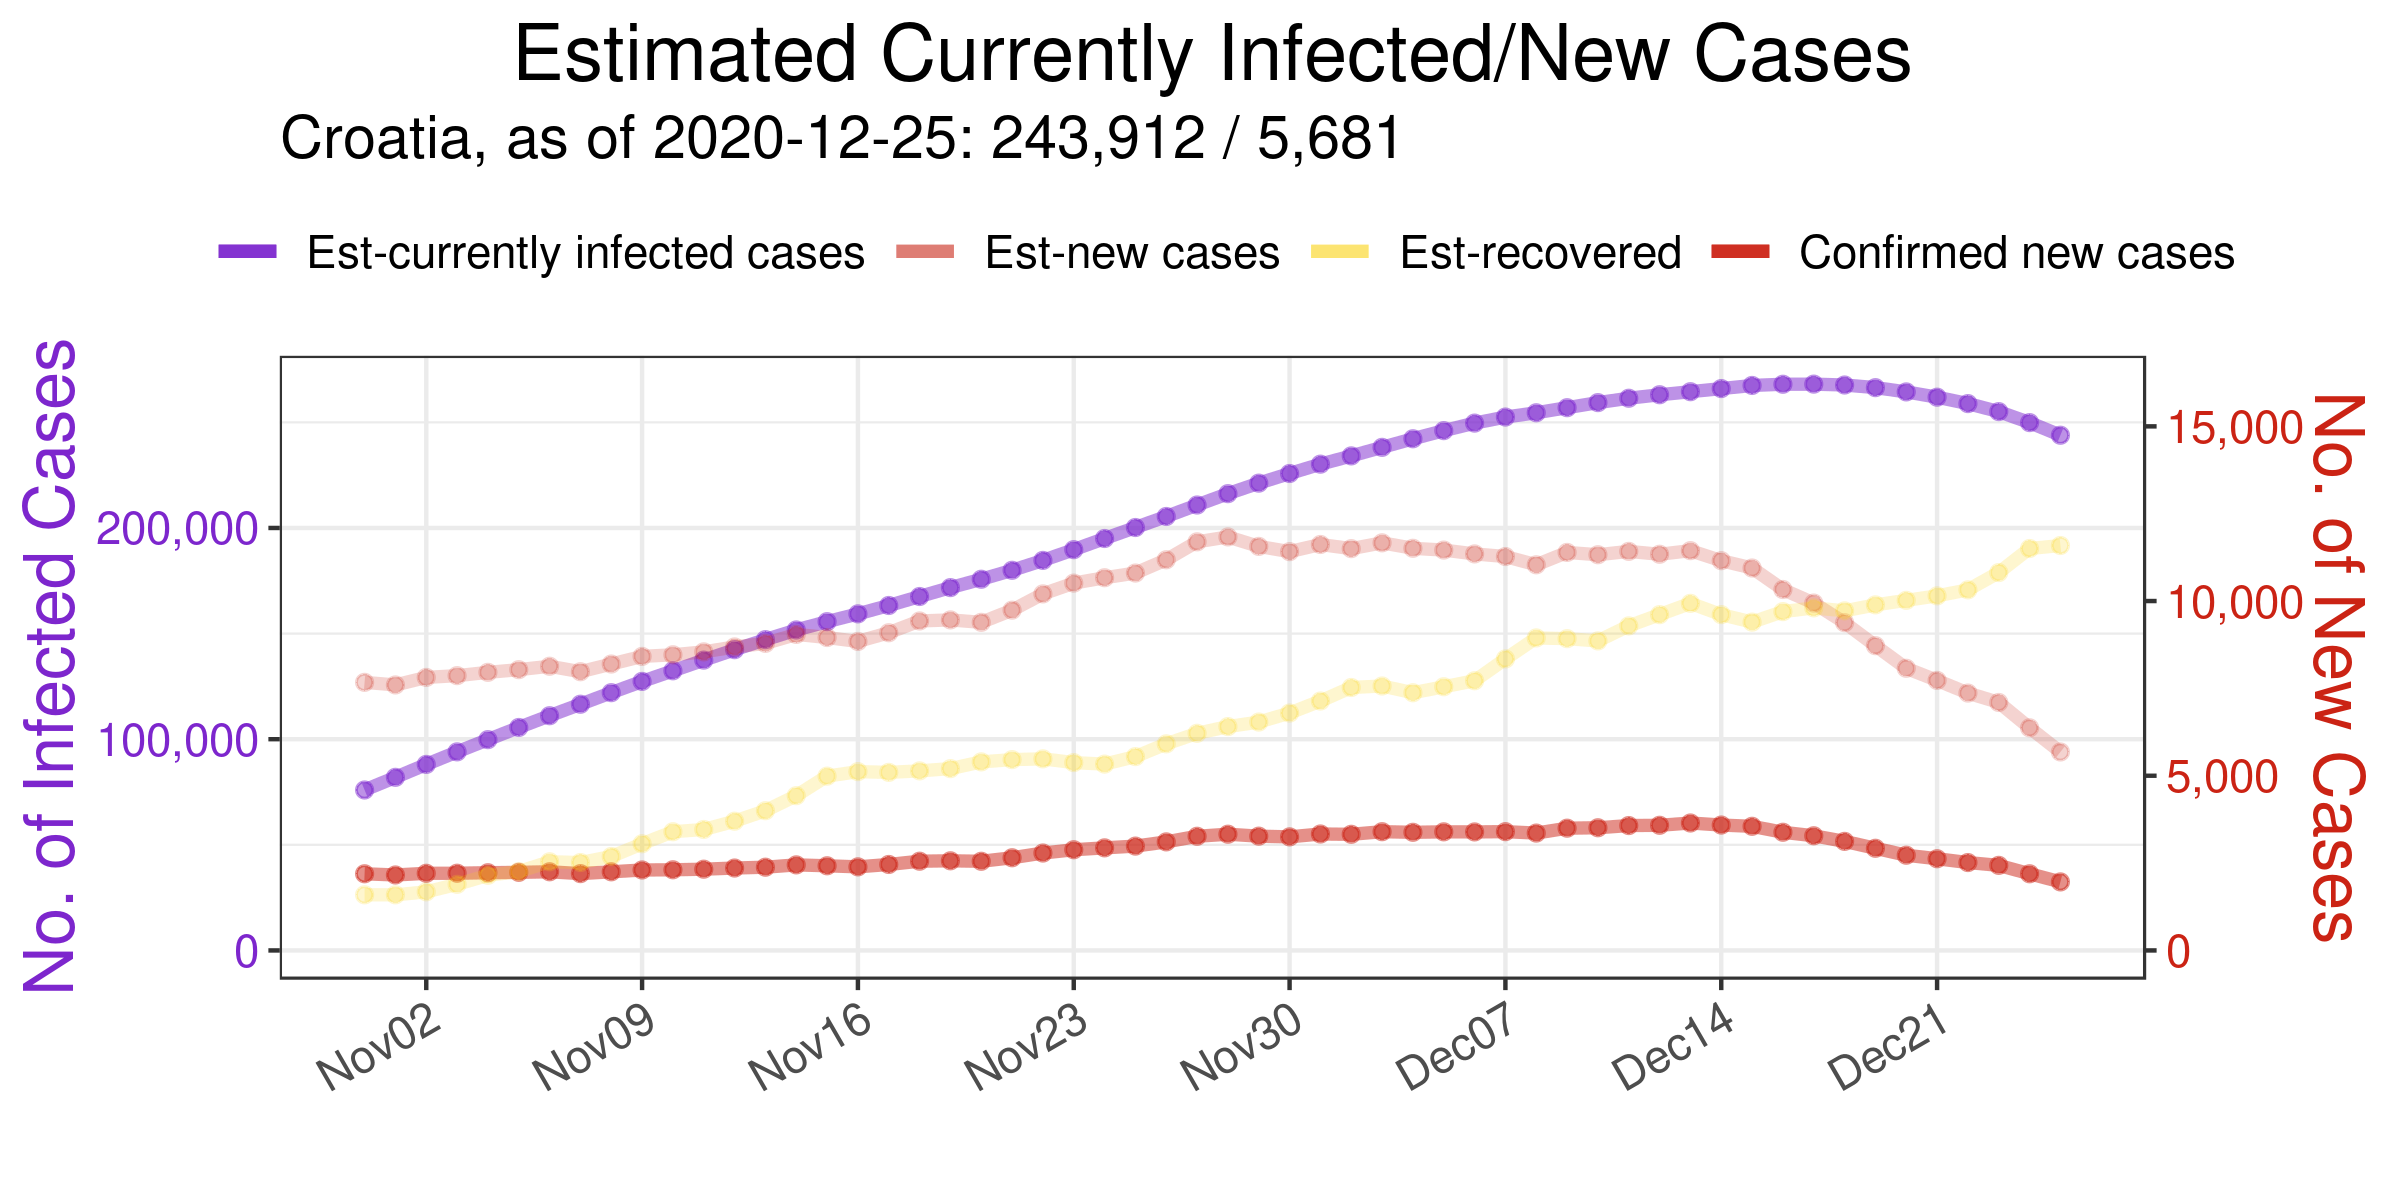 Estimated Currently Infected/New Cases
Croatia, as of 2020-12-25: 243,912 / 5,681
Est-currently infected cases Est-new cases Est-recovered Confirmed new cases
No. of Infected Cases
200,000
100,000
0
15,000
10,000
5,000
0
No. of New Cases
Nov02 Nov09 Nov16 Nov23 Nov30 Dec07 Dec14 Dec21